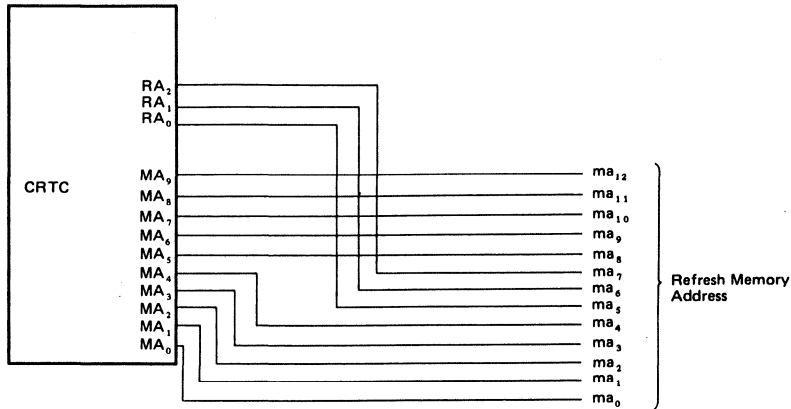 RA₂
RA₁
RA₀
MA₉ ma₁₂
CRTC
MA₈ ma₁₁
MA₇ ma₁₀
MA₆ ma₉
MA₅ ma₈
MA₄ ma₇
MA₃ ma₆
MA₂ ma₅
MA₁ ma₄
MA₀ ma₃
ma₂
ma₁
ma₀
Refresh Memory
Address